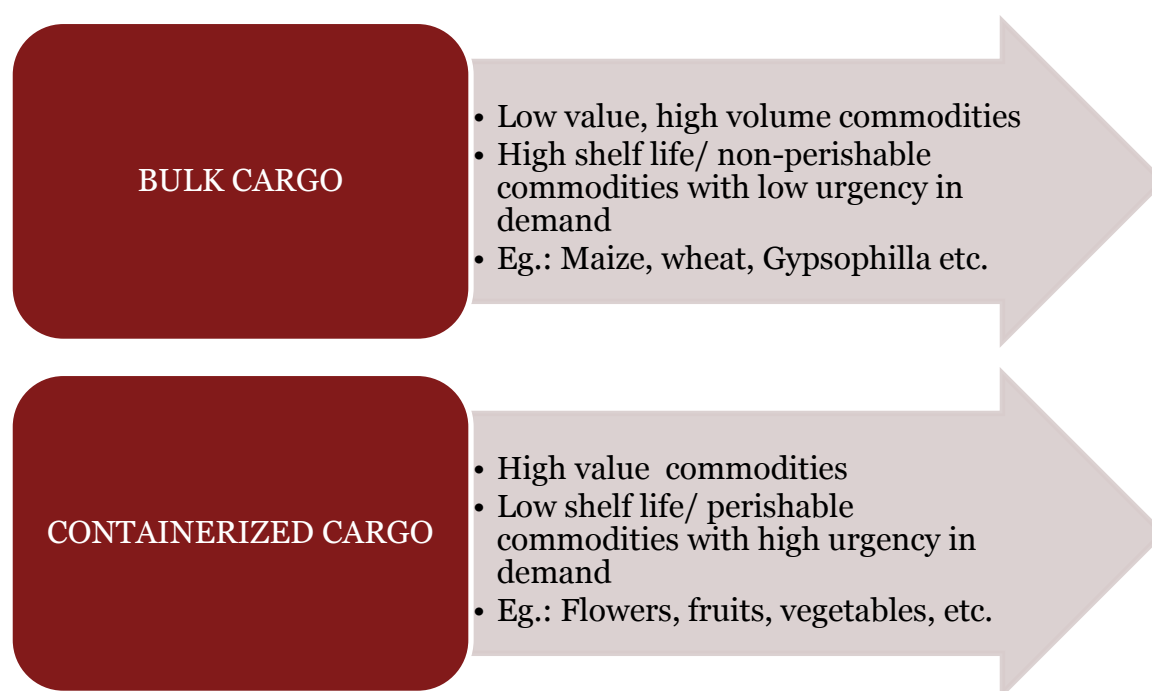 BULK CARGO
• Low value, high volume commodities
• High shelf life/ non-perishable
commodities with low urgency in
demand
• Eg.: Maize, wheat, Gypsophilla etc.
CONTAINERIZED CARGO
• High value  commodities
• Low shelf life/ perishable
commodities with high urgency in
demand
• Eg.: Flowers, fruits, vegetables, etc.